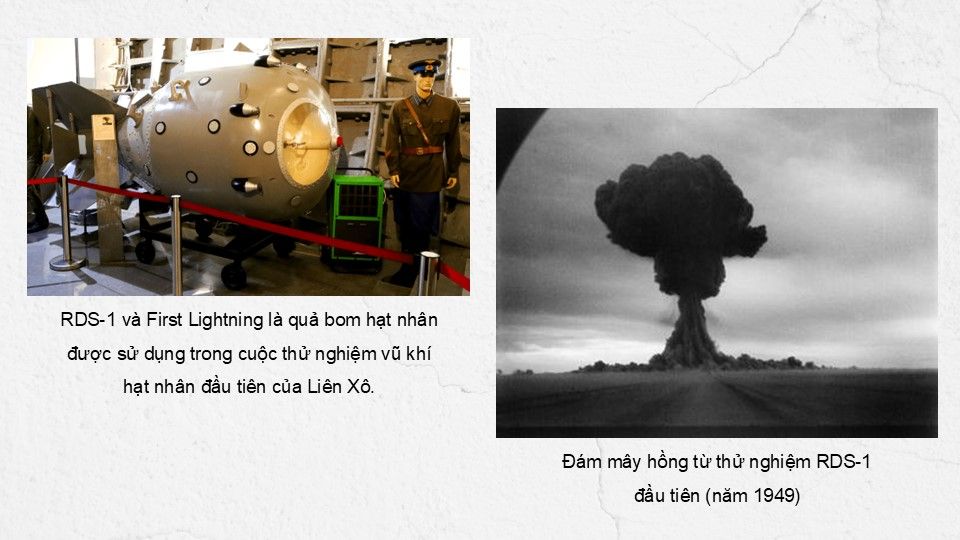 RDS-1 và First Lightning là quả bom hạt nhân
được sử dụng trong cuộc thử nghiệm vũ khí
hạt nhân đầu tiên của Liên Xô.
Đám mây hồng từ thử nghiệm RDS-1
đầu tiên (năm 1949)